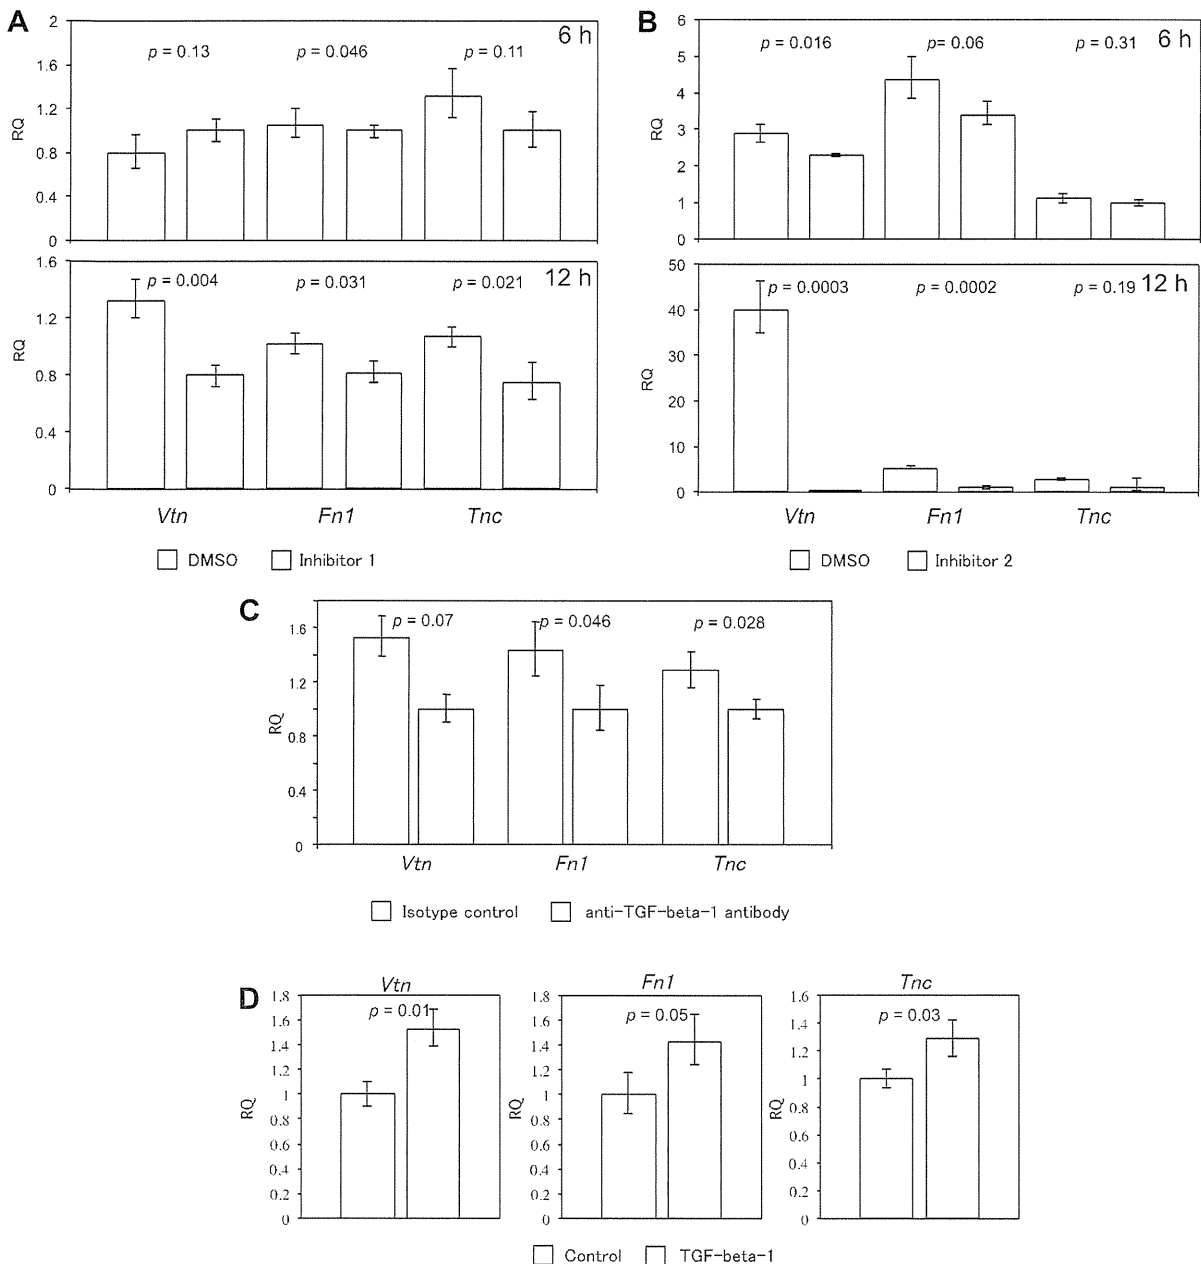 A
6 h
p = 0.13
p = 0.046
p = 0.11
2
1.6
1.2
0.8
0.4
0
RQ
12 h
p = 0.004
p = 0.031
p = 0.021
1.6
1.2
0.8
0.4
0
RQ
Vtn
Fn1
Tnc
DMSO
Inhibitor 1
B
6 h
p = 0.016
p= 0.06
p = 0.31
6
5
4
3
2
1
0
RQ
12 h
p = 0.0003
p = 0.0002
p = 0.19
50
40
30
20
10
0
RQ
Vtn
Fn1
Tnc
DMSO
Inhibitor 2
C
p = 0.07
p = 0.046
p = 0.028
1.6
1.2
0.8
0.4
0
RQ
Vtn
Fn1
Tnc
Isotype control
anti-TGF-beta-1 antibody
D
Vtn
p = 0.01
1.8
1.6
1.4
1.2
1
0.8
0.6
0.4
0.2
0
RQ
Fn1
p = 0.05
1.8
1.6
1.4
1.2
1
0.8
0.6
0.4
0.2
0
RQ
Tnc
p = 0.03
1.6
1.4
1.2
1
0.8
0.6
0.4
0.2
0
RQ
Control
TGF-beta-1